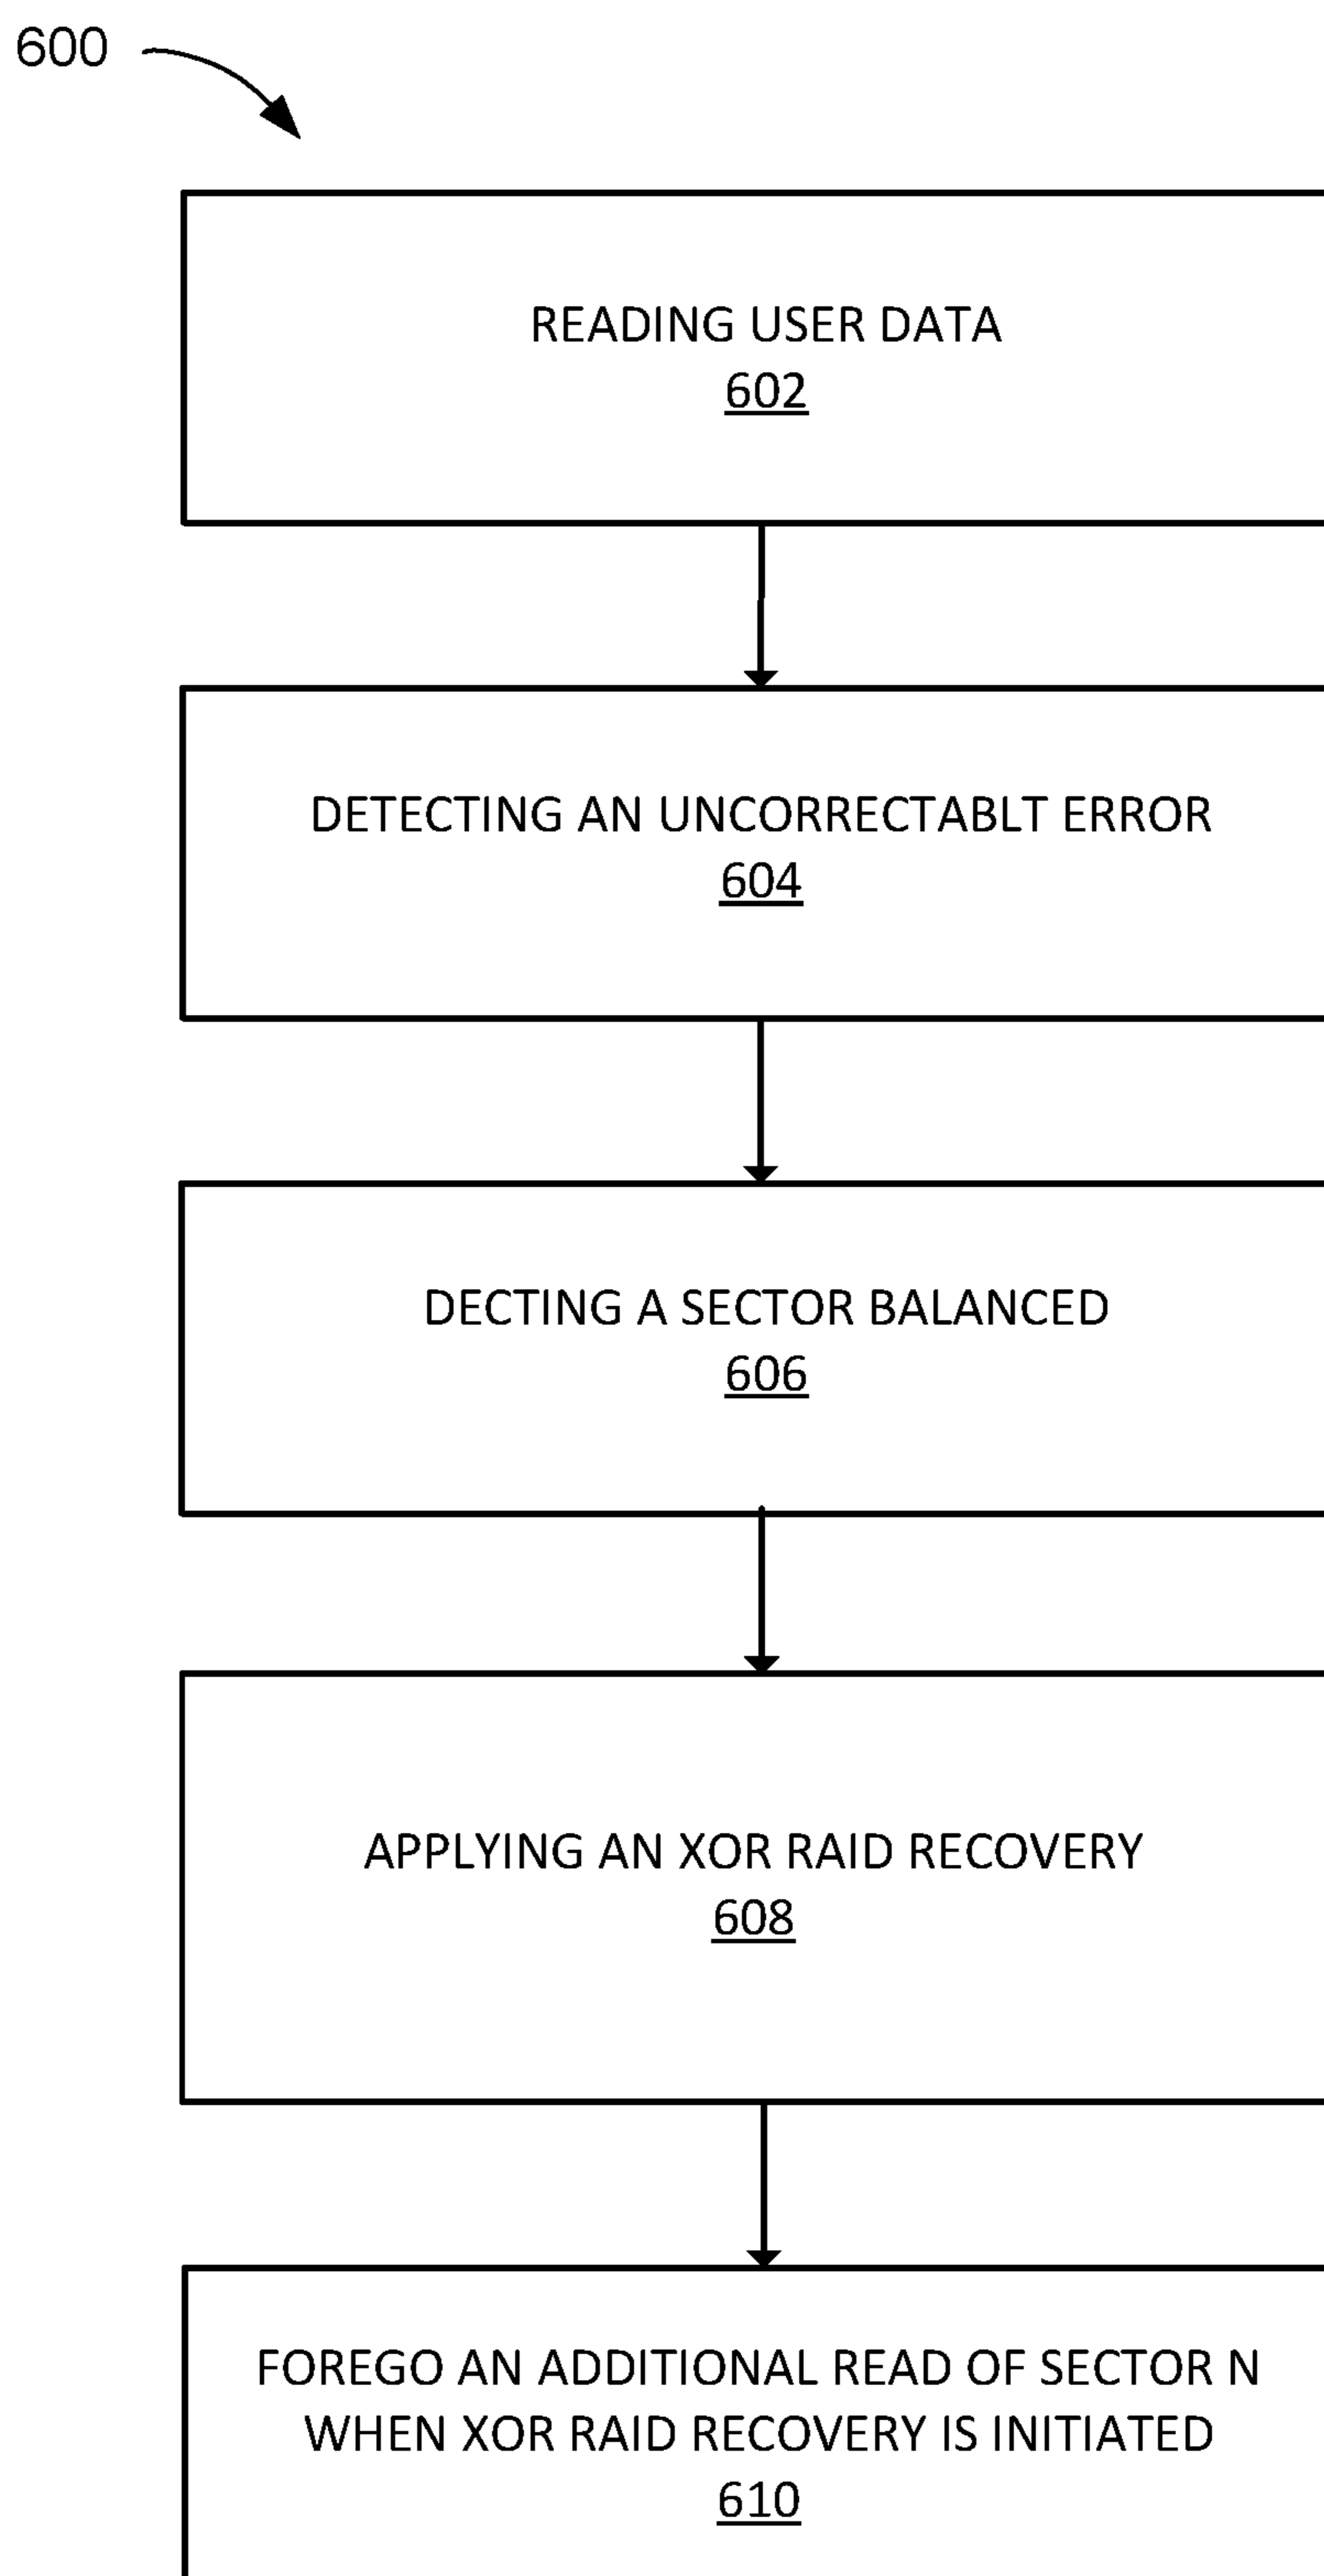 600
READING USER DATA
602
DETECTING AN UNCORRECTABLT ERROR
604
DECTING A SECTOR BALANCED
606
APPLYING AN XOR RAID RECOVERY
608
FOREGO AN ADDITIONAL READ OF SECTOR N
WHEN XOR RAID RECOVERY IS INITIATED
610